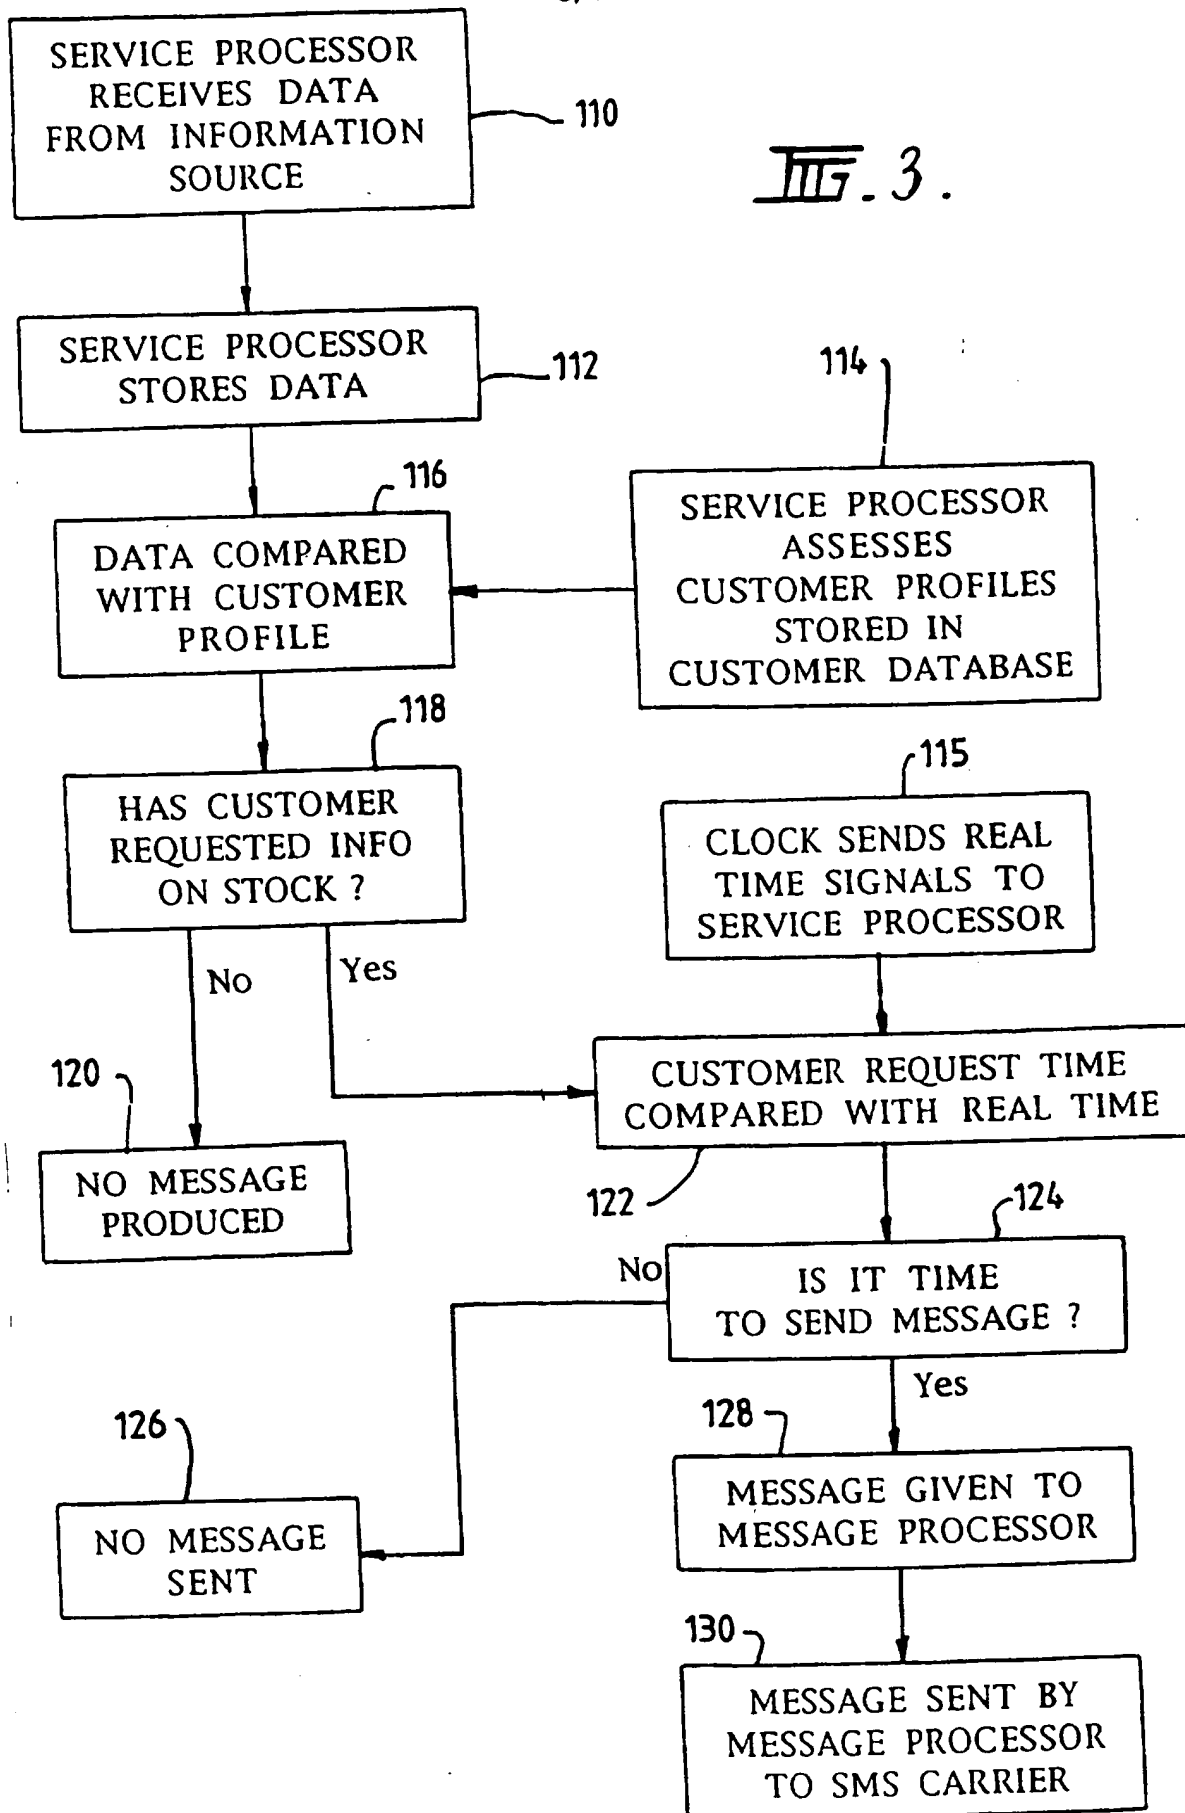 SERVICE PROCESSOR
RECEIVES DATA
FROM INFORMATION
SOURCE
110
FIG. 3.
SERVICE PROCESSOR
STORES DATA
112
114
116
DATA COMPARED
WITH CUSTOMER
PROFILE
SERVICE PROCESSOR
ASSESSES
CUSTOMER PROFILES
STORED IN
CUSTOMER DATABASE
118
HAS CUSTOMER
REQUESTED INFO
ON STOCK ?
115
CLOCK SENDS REAL
TIME SIGNALS TO
SERVICE PROCESSOR
No
Yes
120
NO MESSAGE
PRODUCED
CUSTOMER REQUEST TIME
COMPARED WITH REAL TIME
122
124
No
IS IT TIME
TO SEND MESSAGE ?
Yes
126
NO MESSAGE
SENT
128
MESSAGE GIVEN TO
MESSAGE PROCESSOR
130
MESSAGE SENT BY
MESSAGE PROCESSOR
TO SMS CARRIER